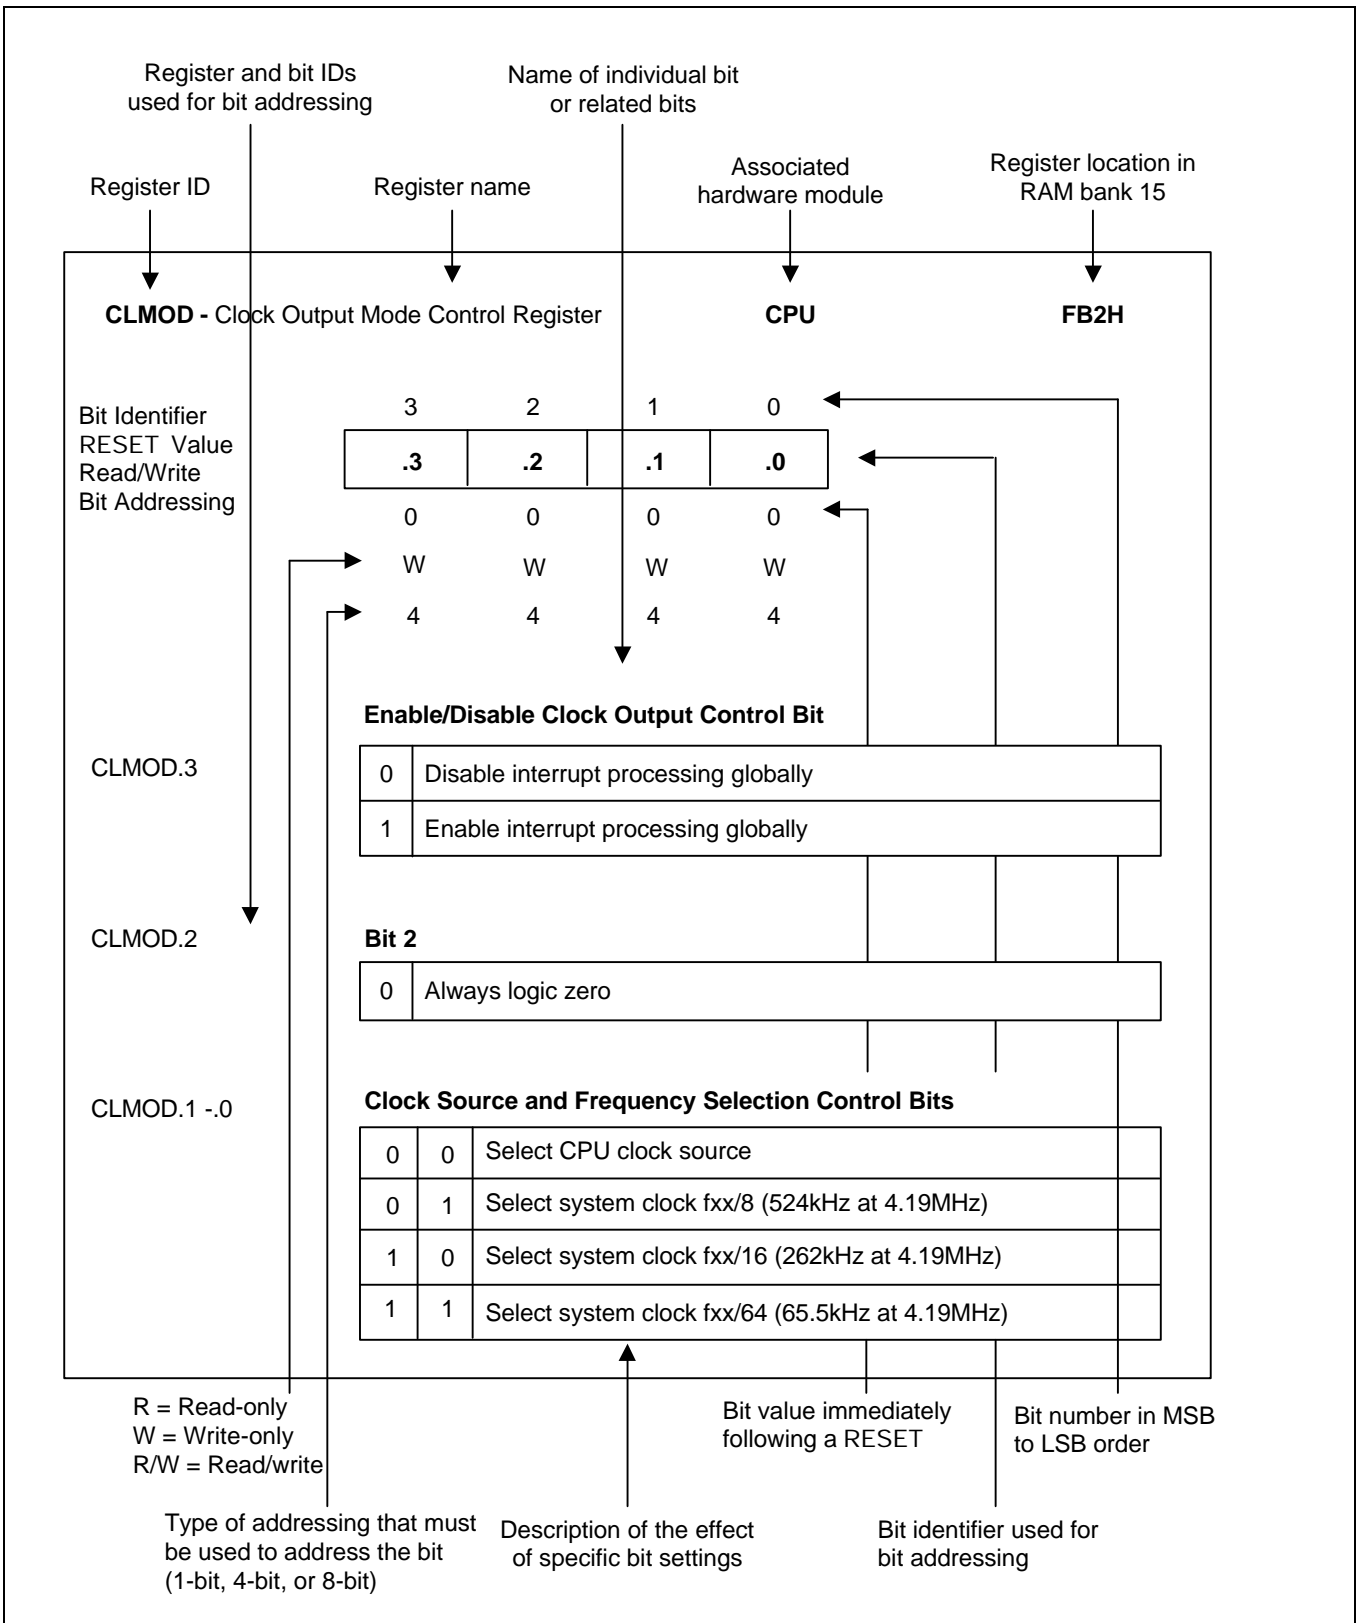 Register and bit IDs
used for bit addressing
Name of individual bit
or related bits
Register ID
Register name
Associated
hardware module
Register location in
RAM bank 15
CLMOD - Clock Output Mode Control Register
CPU
FB2H
Bit Identifier
RESET Value
Read/Write
Bit Addressing
3 2 1 0
.3 .2 .1 .0
0 0 0 0
W W W W
4 4 4 4
Enable/Disable Clock Output Control Bit
CLMOD.3
0 Disable interrupt processing globally
1 Enable interrupt processing globally
CLMOD.2
Bit 2
0 Always logic zero
CLMOD.1 -.0
Clock Source and Frequency Selection Control Bits
0 0 Select CPU clock source
0 1 Select system clock fxx/8 (524kHz at 4.19MHz)
1 0 Select system clock fxx/16 (262kHz at 4.19MHz)
1 1 Select system clock fxx/64 (65.5kHz at 4.19MHz)
R = Read-only
W = Write-only
R/W = Read/write
Bit value immediately
following a RESET
Bit number in MSB
to LSB order
Type of addressing that must
be used to address the bit
(1-bit, 4-bit, or 8-bit)
Description of the effect
of specific bit settings
Bit identifier used for
bit addressing